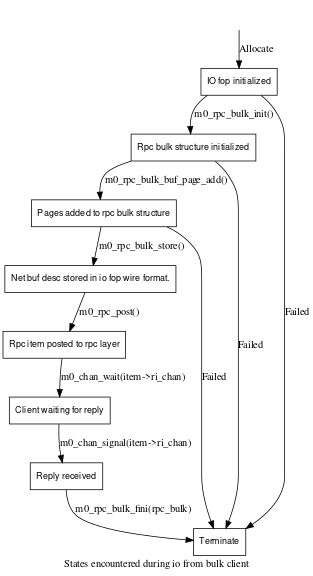 Allocate
IO fop initialized
m0_rpc_bulk_init()
Rpc bulk structure initialized
m0_rpc_bulk_buf_page_add()
Pages added to rpc bulk structure
m0_rpc_bulk_store()
Net buf desc stored in io fop wire format.
m0_rpc_post()
Failed
Rpc item posted to rpc layer
Failed
m0_chan_wait(item->ri_chan)
Failed
Client waiting for reply
m0_chan_signal(item->ri_chan)
Reply received
m0_rpc_bulk_fini(rpc_bulk)
Terminate
States encountered during io from bulk client